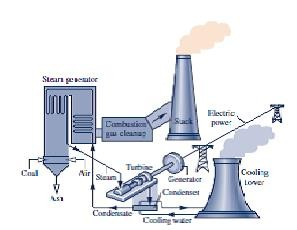 Steam generator
Combustion
gas cleanup
Stack
Electric
power
Coal
Air
Ash
Steam
Turbine
Generator
Condenser
Cooling
tower
Condensate
Cooling water